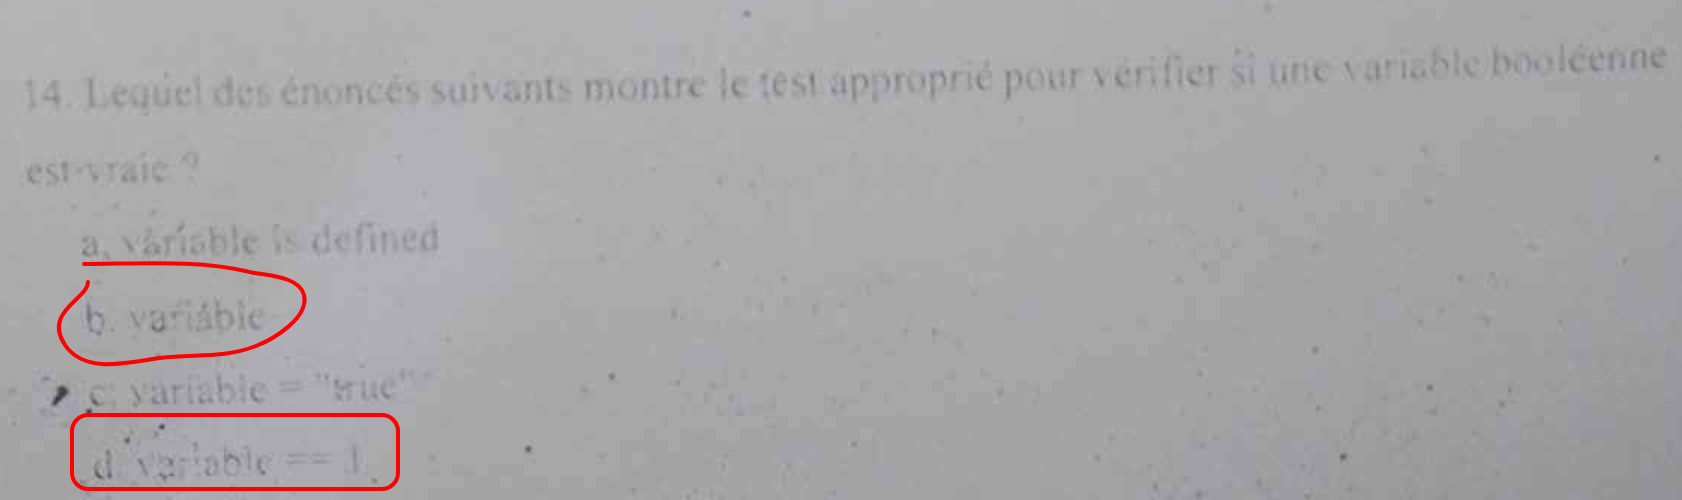 14. Lequel des énoncés suivants montre le test approprié pour vérifier si une variable booléenne
est vraie ?
a. variable is defined
b. variable
c. variable = "true"
d. variable == 1